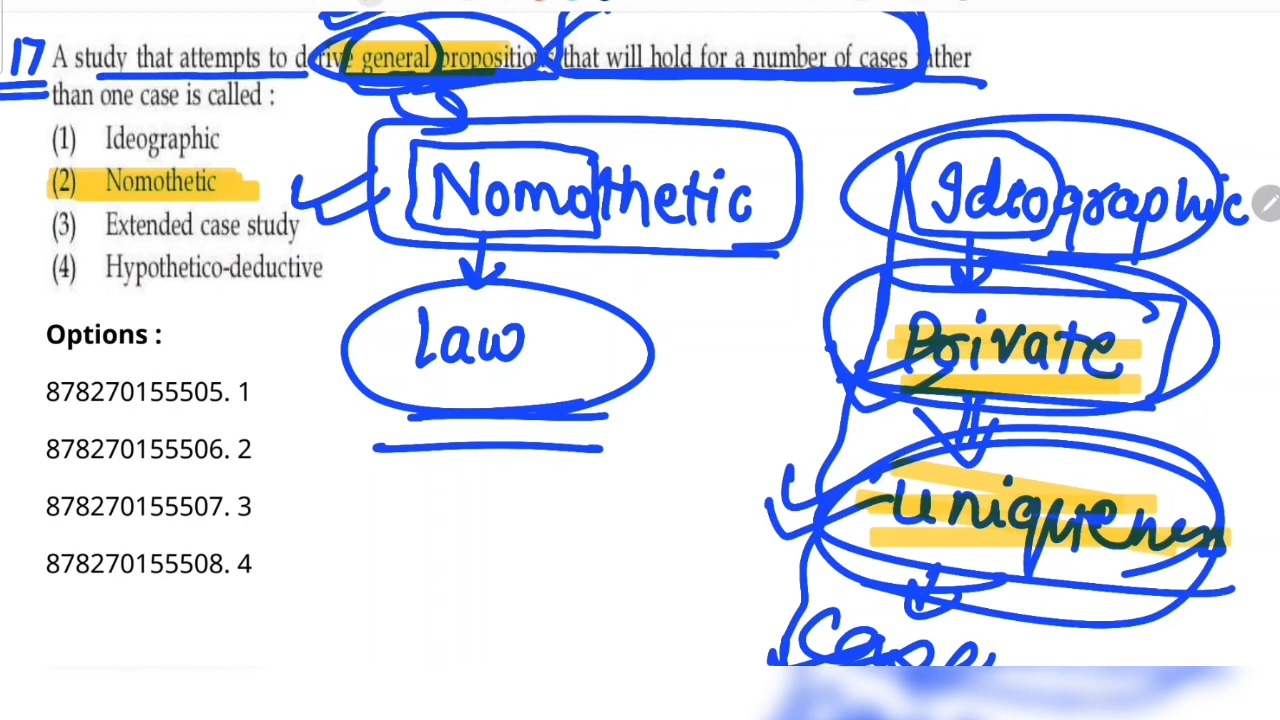 17 A study that attempts to derive general propositions that will hold for a number of cases rather
than one case is called :
(1) Ideographic
(2) Nomothetic
(3) Extended case study
(4) Hypothetico-deductive
Options :
878270155505. 1
878270155506. 2
878270155507. 3
878270155508. 4
Nomothetic
Law
Ideographic
Private
uniqueness